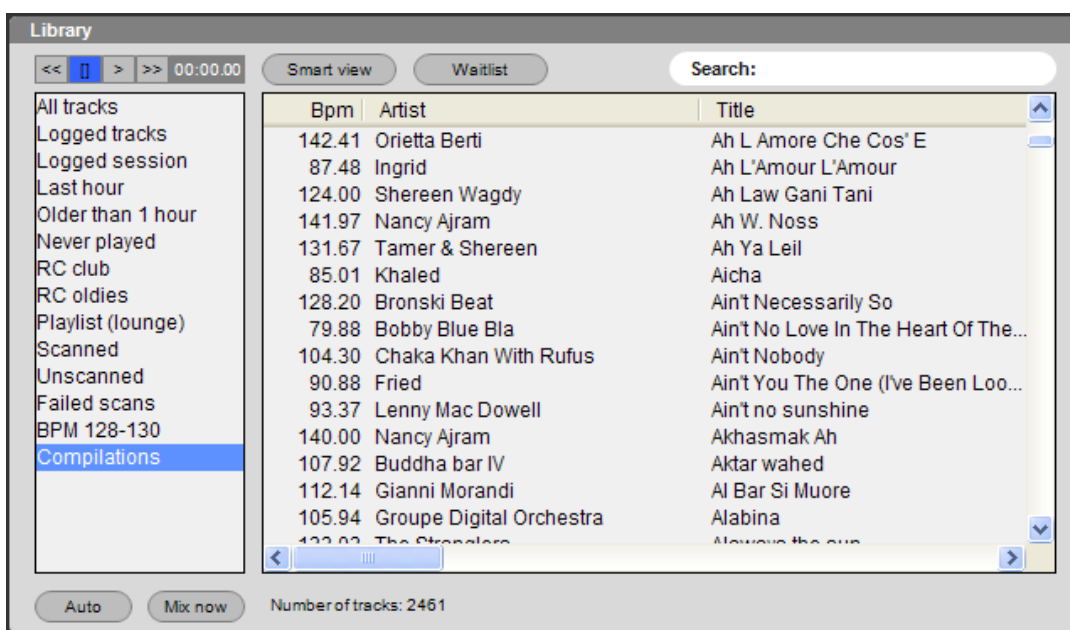 Library
<< [] > >> 00:00.00 Smart view Waitlist Search:
All tracks
Logged tracks
Logged session
Last hour
Older than 1 hour
Never played
RC club
RC oldies
Playlist (lounge)
Scanned
Unscanned
Failed scans
BPM 128-130
Compilations
Bpm Artist Title
142.41 Orietta Berti Ah L Amore Che Cos' E
87.48 Ingrid Ah L'Amour L'Amour
124.00 Shereen Wagdy Ah Law Gani Tani
141.97 Nancy Ajram Ah W. Noss
131.67 Tamer & Shereen Ah Ya Leil
85.01 Khaled Aicha
128.20 Bronski Beat Ain't Necessarily So
79.88 Bobby Blue Bla Ain't No Love In The Heart Of The...
104.30 Chaka Khan With Rufus Ain't Nobody
90.88 Fried Ain't You The One (I've Been Loo...
93.37 Lenny Mac Dowell Ain't no sunshine
140.00 Nancy Ajram Akhasmak Ah
107.92 Buddha bar IV Aktar wahed
112.14 Gianni Morandi Al Bar Si Muore
105.94 Groupe Digital Orchestra Alabina
The Stranglers Alaways the sun
Auto Mix now Number of tracks: 2461